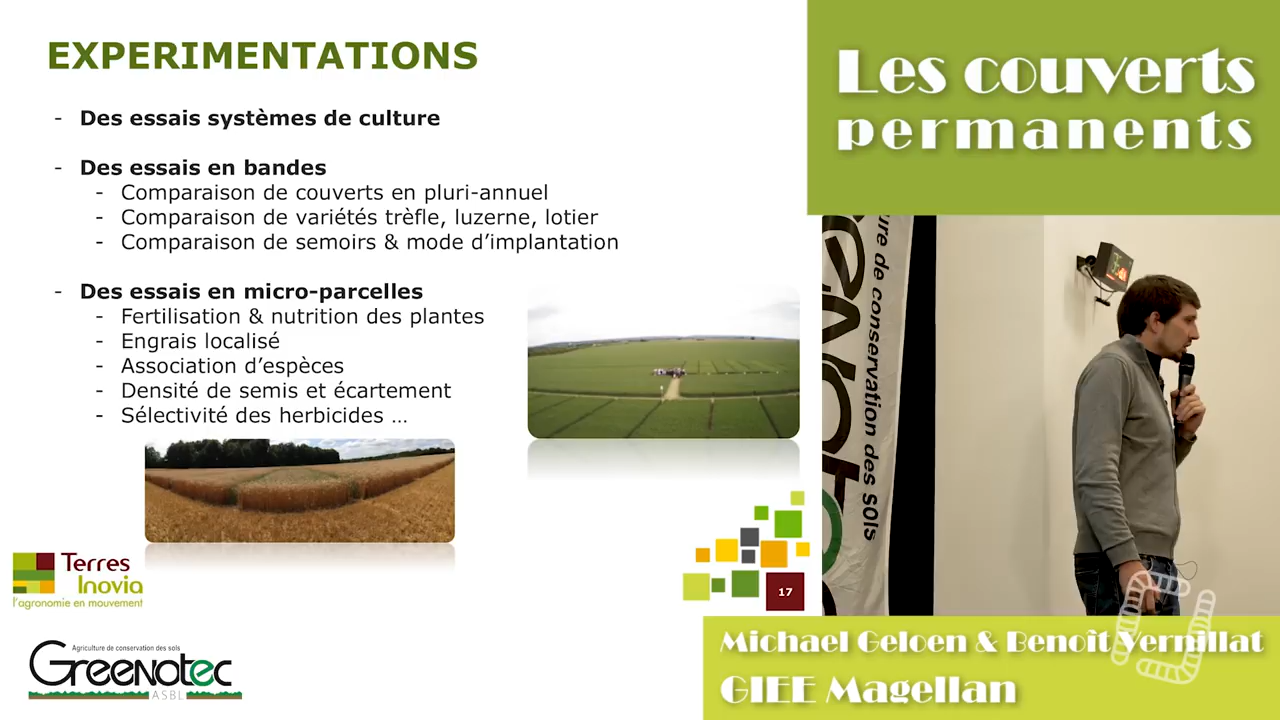 EXPERIMENTATIONS
- Des essais systèmes de culture
- Des essais en bandes
- Comparaison de couverts en pluri-annuel
- Comparaison de variétés trèfle, luzerne, lotier
- Comparaison de semoirs & mode d’implantation
- Des essais en micro-parcelles
- Fertilisation & nutrition des plantes
- Engrais localisé
- Association d’espèces
- Densité de semis et écartement
- Sélectivité des herbicides ...
Terres
Inovia
l’agronomie en mouvement
17
Agriculture de conservation des sols
Greenotec
ASBL
Les couverts
permanents
ure de conservation des sols
Michael Geloen & Benoît Vernillat
GIEE Magellan